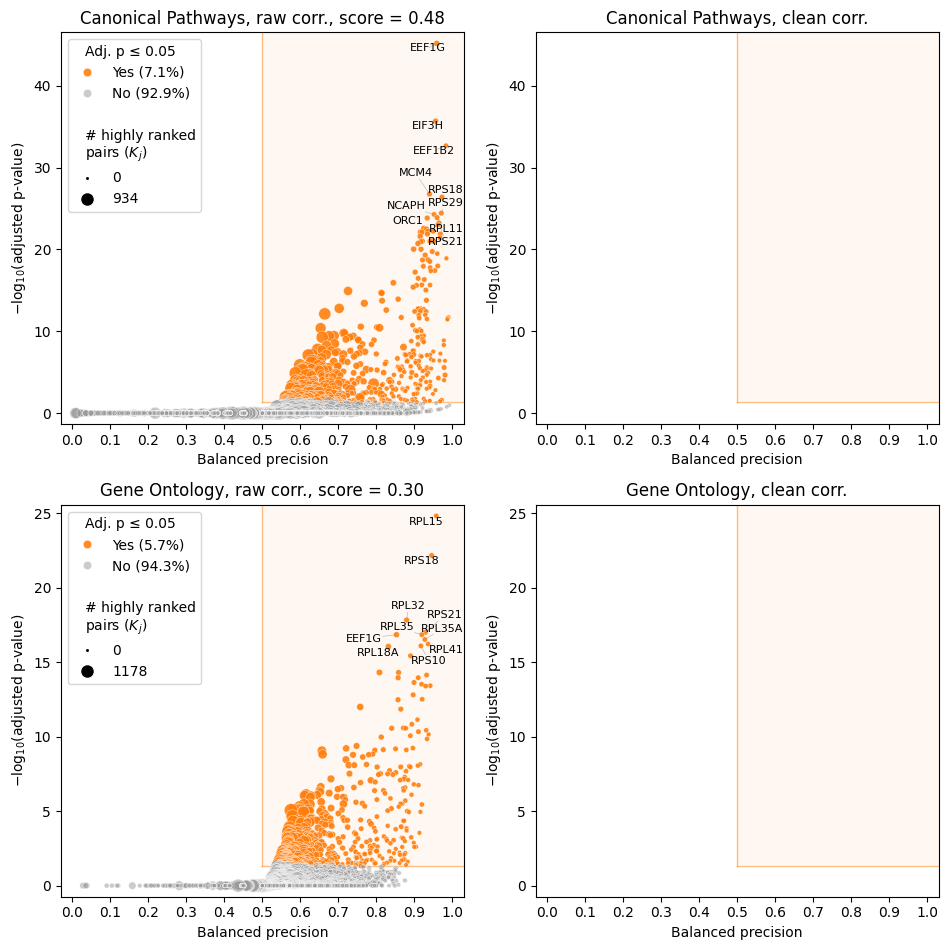 Canonical Pathways, raw corr., score = 0.48
Adj. p ≤ 0.05
Yes (7.1%)
No (92.9%)
# highly ranked
pairs (Kj)
0
934
EEF1G
EIF3H
EEF1B2
MCM4
RPS18
RPS29
NCAPH
ORC1
RPL11
RPS21
40
30
20
10
0
−log10(adjusted p-value)
0.0 0.1 0.2 0.3 0.4 0.5 0.6 0.7 0.8 0.9 1.0
Balanced precision
Canonical Pathways, clean corr.
40
30
20
10
0
−log10(adjusted p-value)
0.0 0.1 0.2 0.3 0.4 0.5 0.6 0.7 0.8 0.9 1.0
Balanced precision
Gene Ontology, raw corr., score = 0.30
Adj. p ≤ 0.05
Yes (5.7%)
No (94.3%)
# highly ranked
pairs (Kj)
0
1178
RPL15
RPS18
RPL32
RPS21
RPL35
RPL35A
EEF1G
RPL41
RPL18A
RPS10
25
20
15
10
5
0
−log10(adjusted p-value)
0.0 0.1 0.2 0.3 0.4 0.5 0.6 0.7 0.8 0.9 1.0
Balanced precision
Gene Ontology, clean corr.
25
20
15
10
5
0
−log10(adjusted p-value)
0.0 0.1 0.2 0.3 0.4 0.5 0.6 0.7 0.8 0.9 1.0
Balanced precision